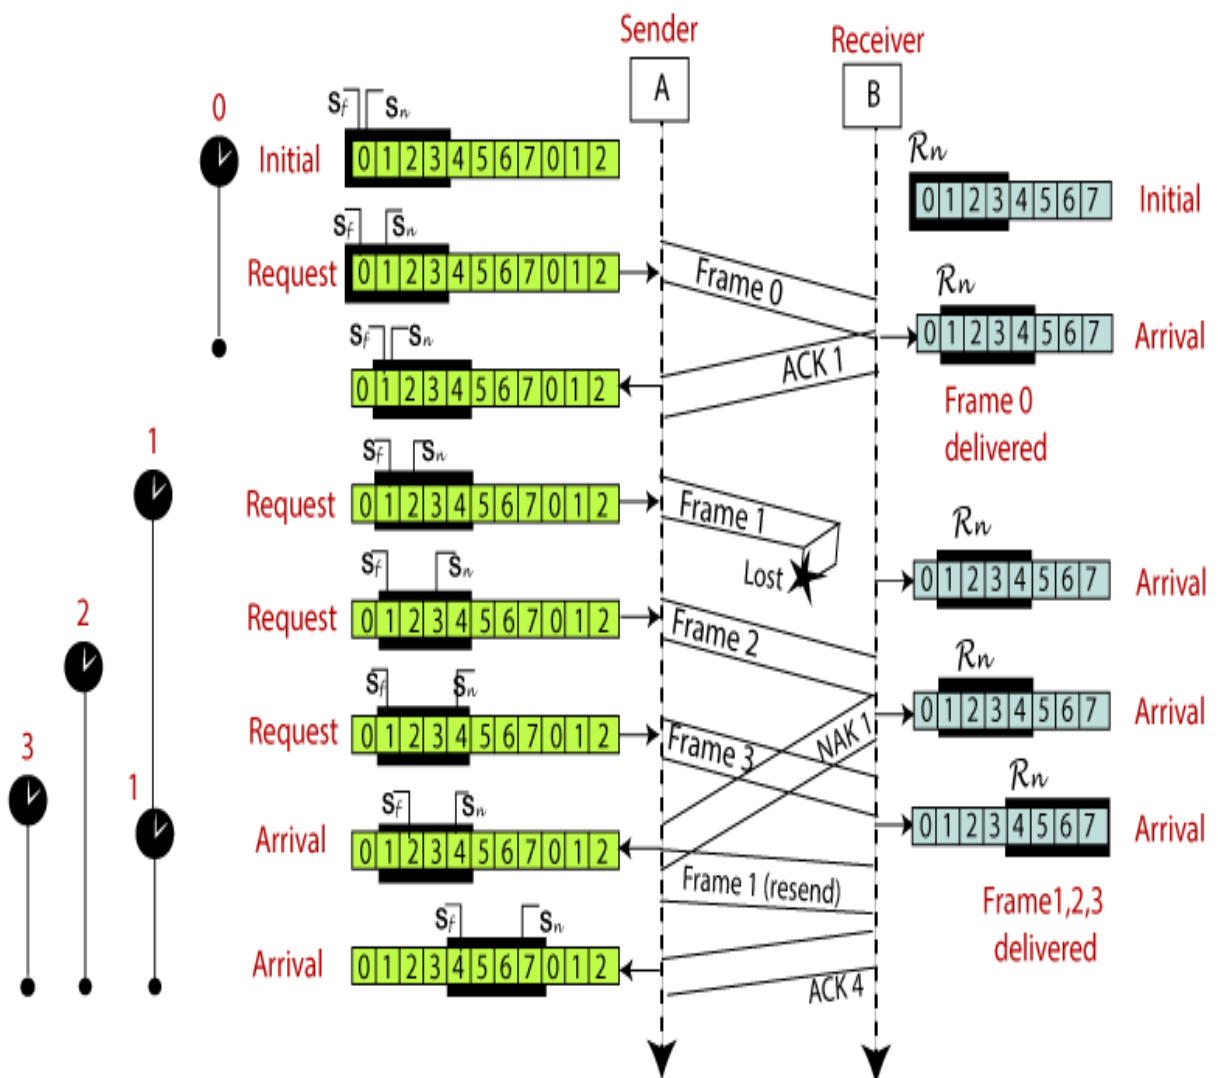 Sender
Receiver
A
B
0
Sf Sn
Initial
0 1 2 3 4 5 6 7 0 1 2
Rn
0 1 2 3 4 5 6 7
Initial
Sf Sn
Request
0 1 2 3 4 5 6 7 0 1 2
Frame 0
Rn
0 1 2 3 4 5 6 7
Arrival
Sf Sn
0 1 2 3 4 5 6 7 0 1 2
ACK 1
Frame 0
delivered
1
Sf Sn
Request
0 1 2 3 4 5 6 7 0 1 2
Frame 1
Lost
Rn
0 1 2 3 4 5 6 7
Arrival
2
Sf Sn
Request
0 1 2 3 4 5 6 7 0 1 2
Frame 2
Rn
0 1 2 3 4 5 6 7
Arrival
3
Sf Sn
Request
0 1 2 3 4 5 6 7 0 1 2
Frame 3
NAK 1
Rn
0 1 2 3 4 5 6 7
Arrival
1
Sf Sn
Arrival
0 1 2 3 4 5 6 7 0 1 2
Frame 1 (resend)
Frame1,2,3
delivered
Sf Sn
Arrival
0 1 2 3 4 5 6 7 0 1 2
ACK 4